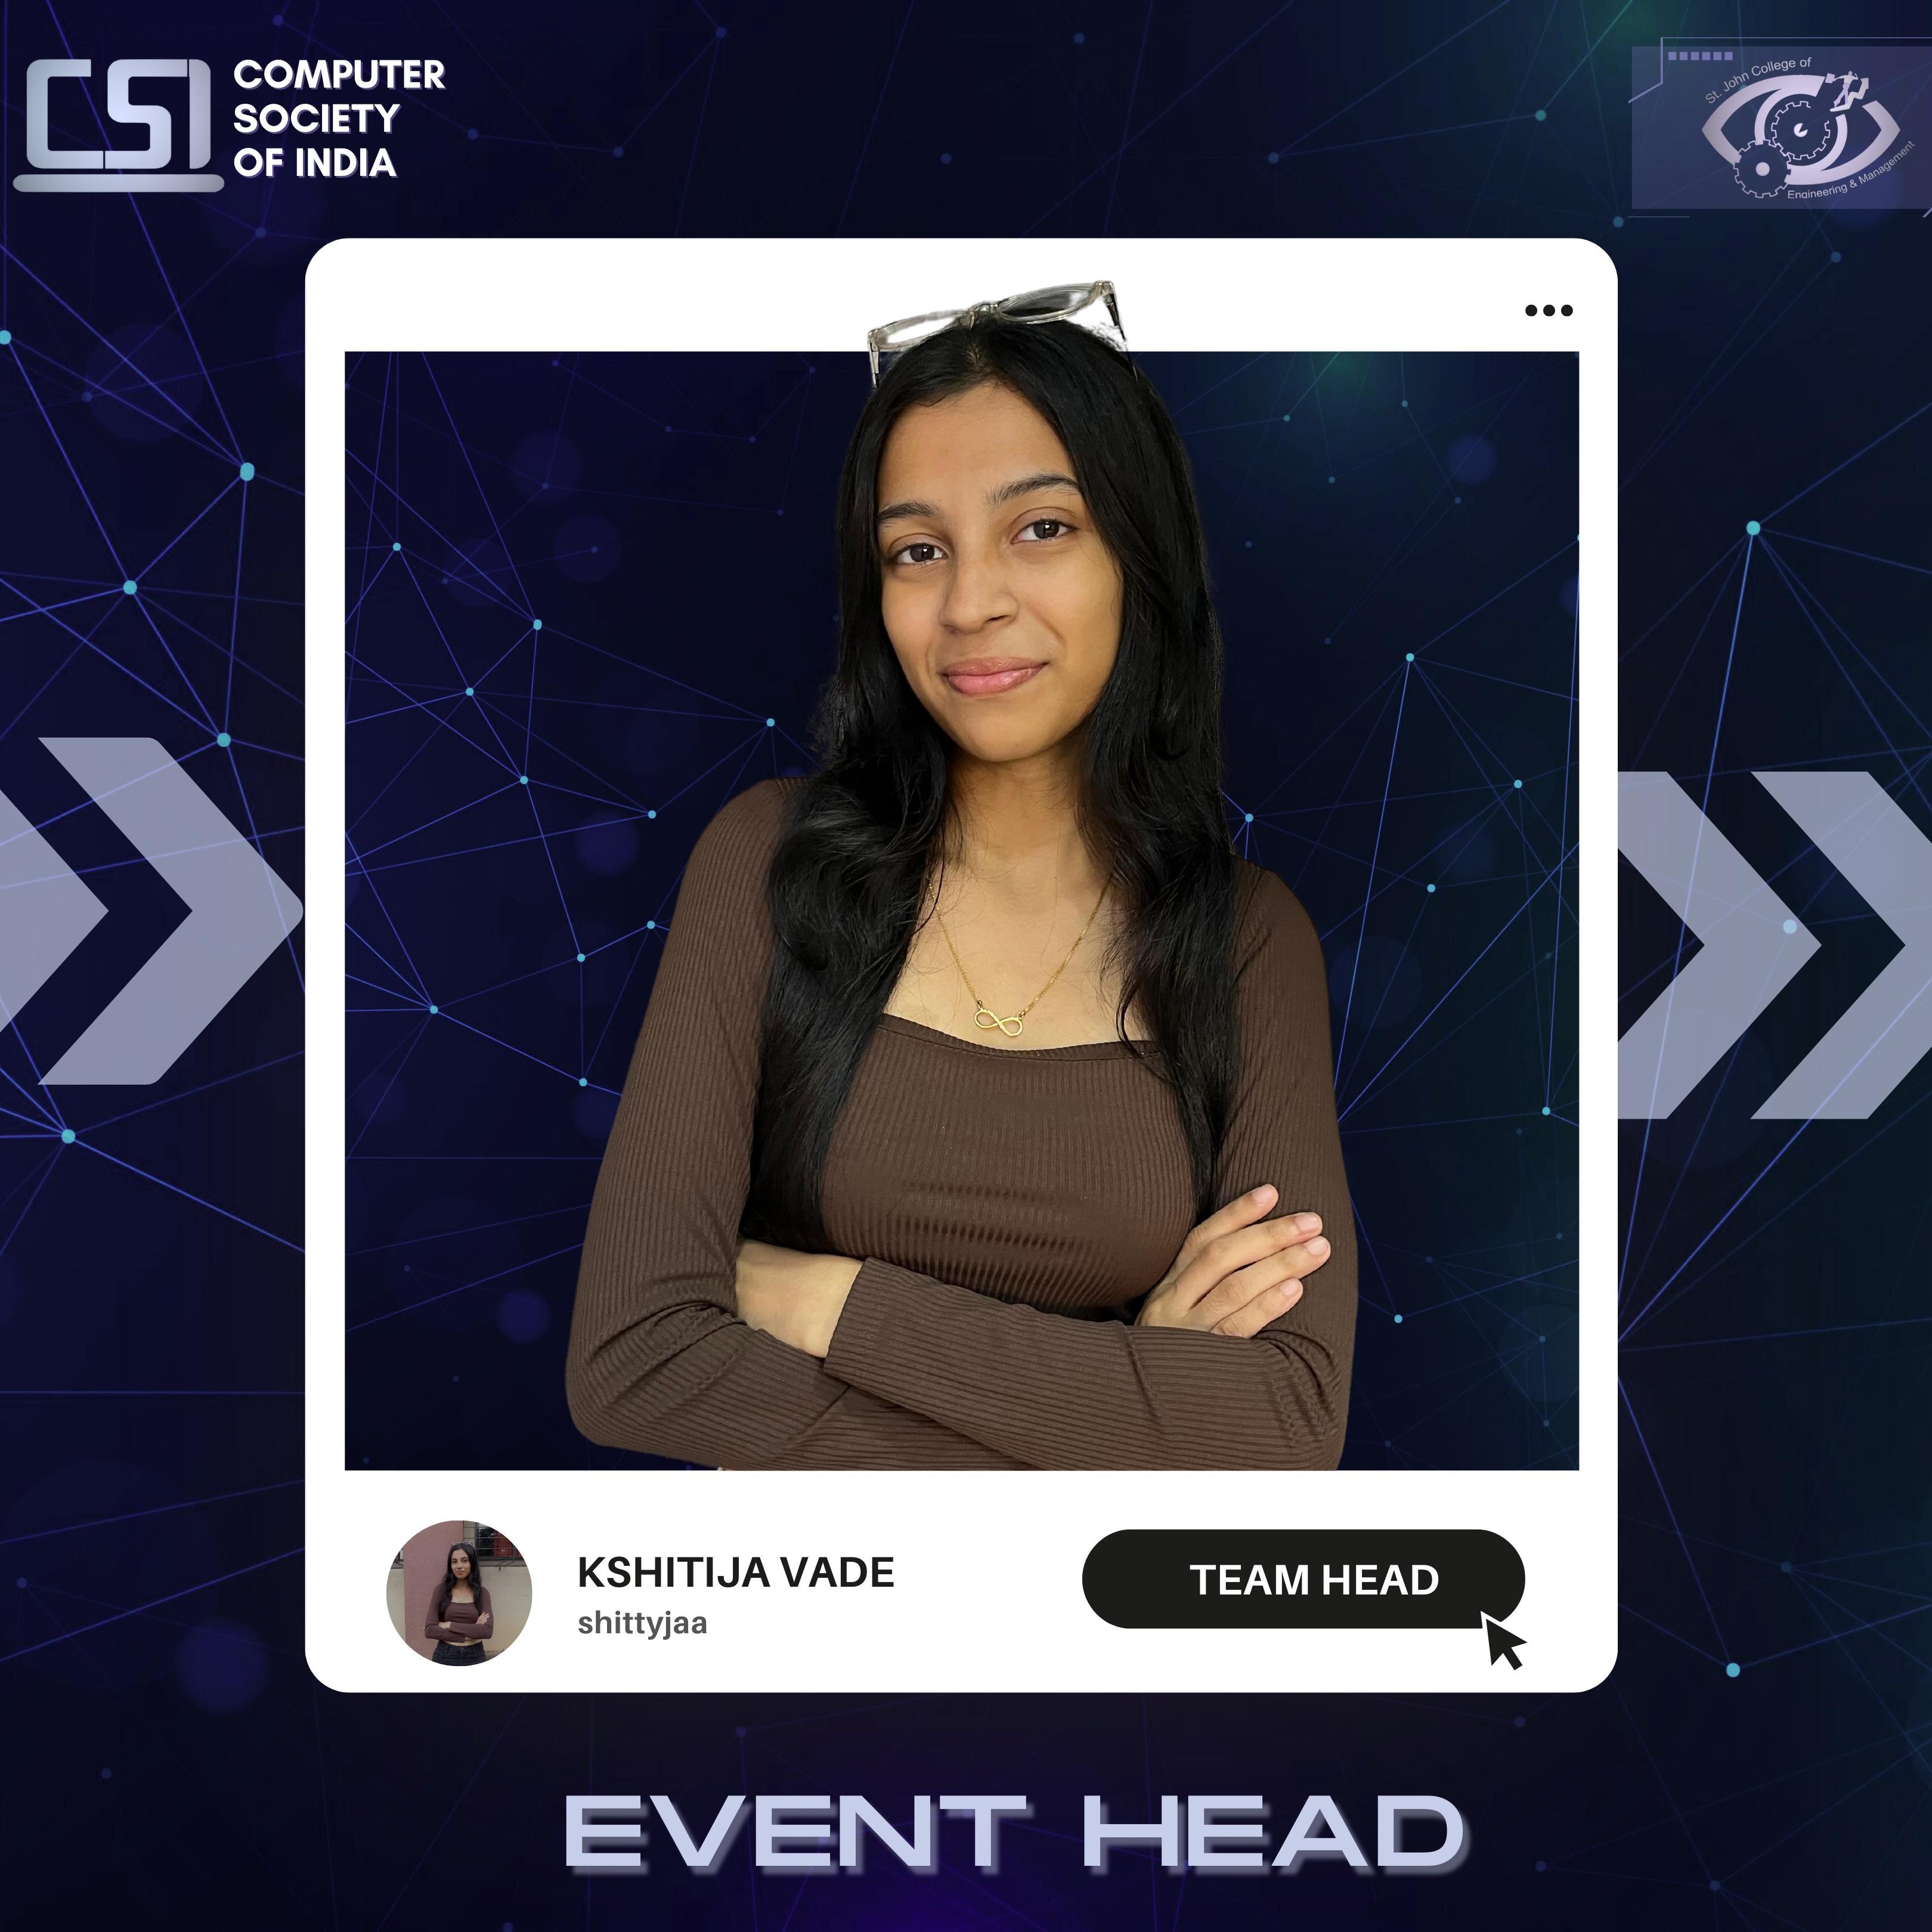 CSI
COMPUTER
SOCIETY
OF INDIA
St. John College of
Engineering & Management
KSHITIJA VADE
shittyjaa
TEAM HEAD
EVENT HEAD